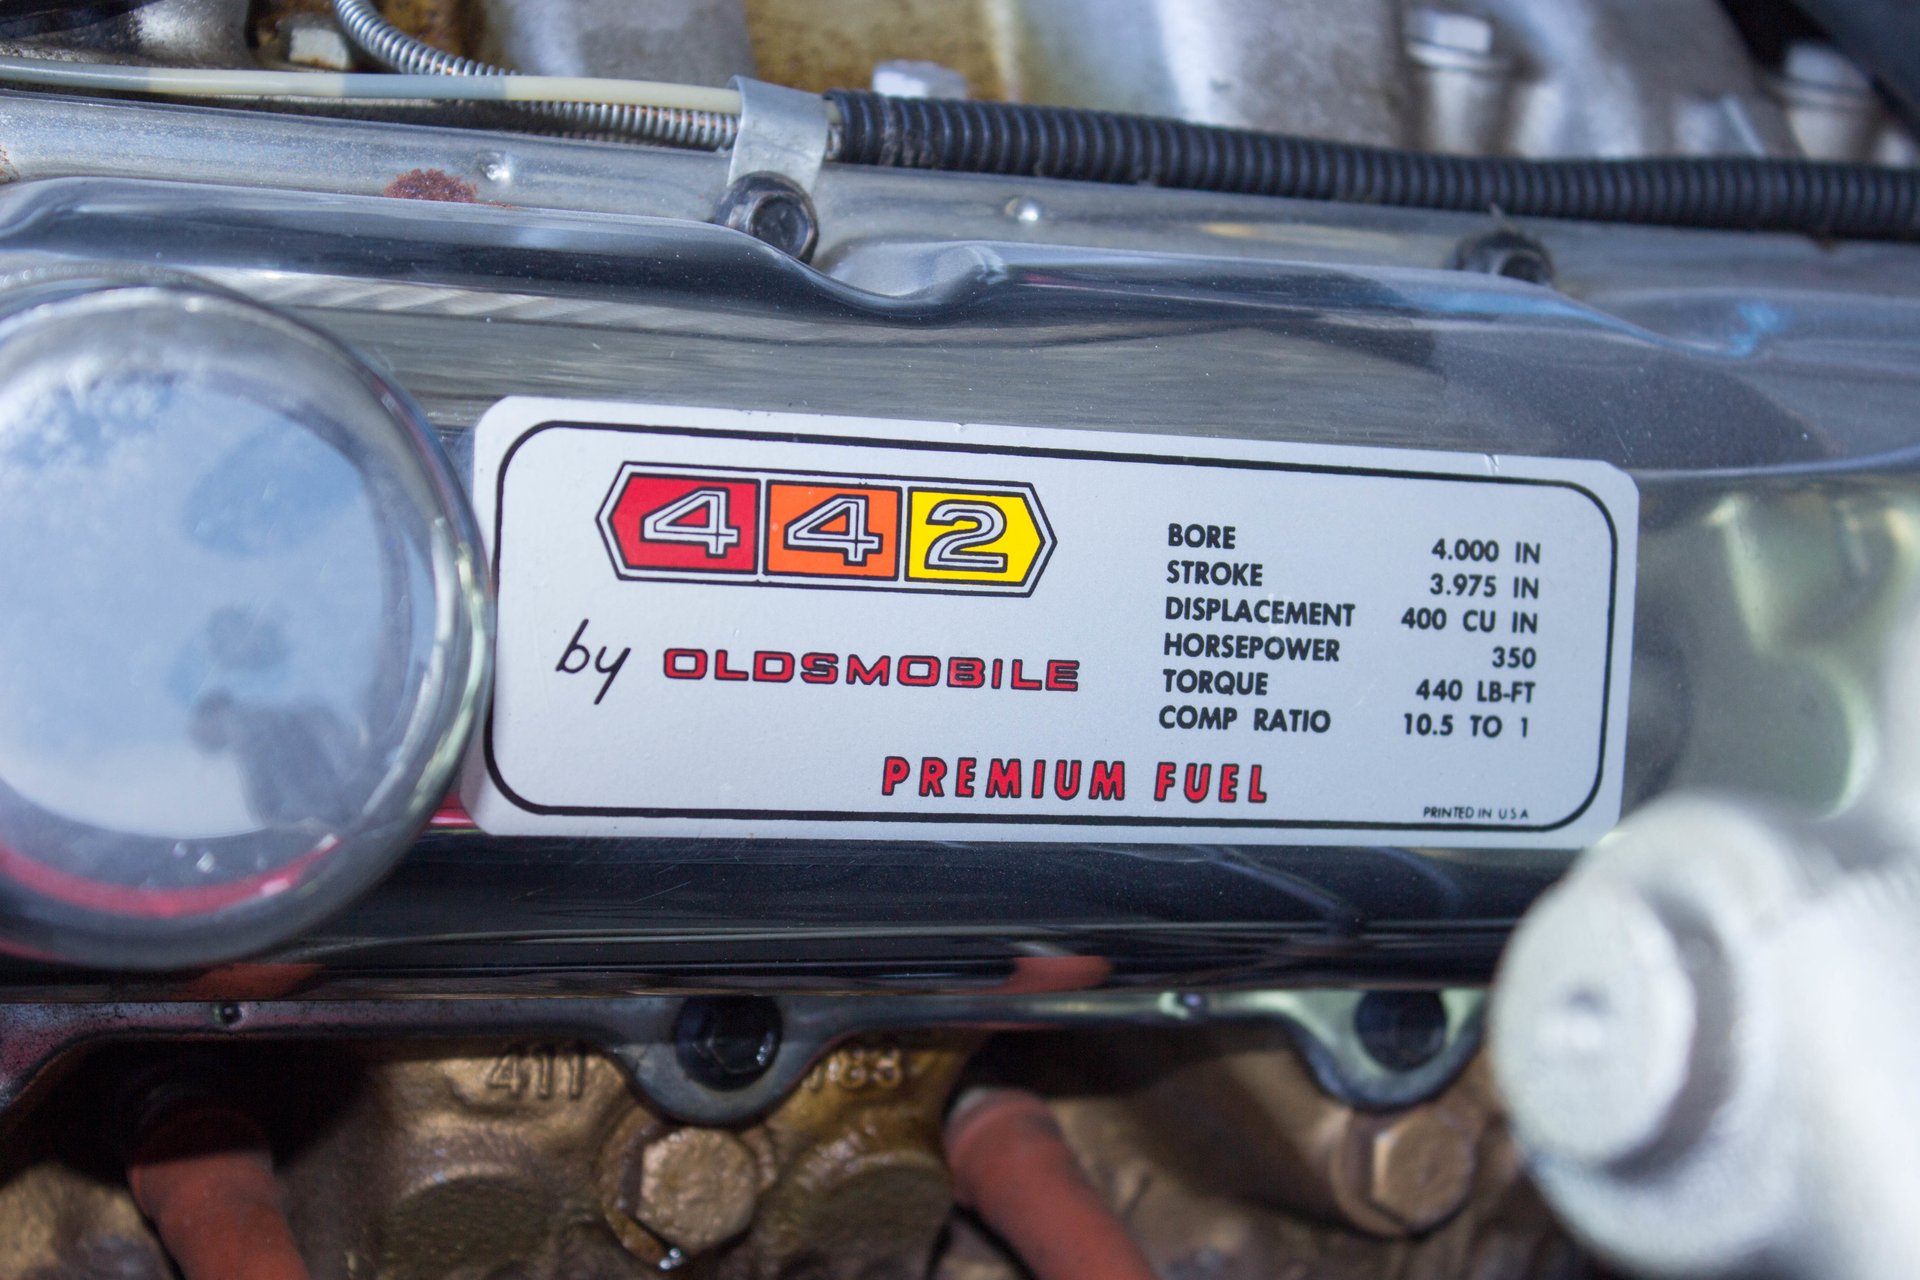 442
by OLDSMOBILE
BORE 4.000 IN
STROKE 3.975 IN
DISPLACEMENT 400 CU IN
HORSEPOWER 350
TORQUE 440 LB-FT
COMP RATIO 10.5 TO 1
PREMIUM FUEL
PRINTED IN U S A
411